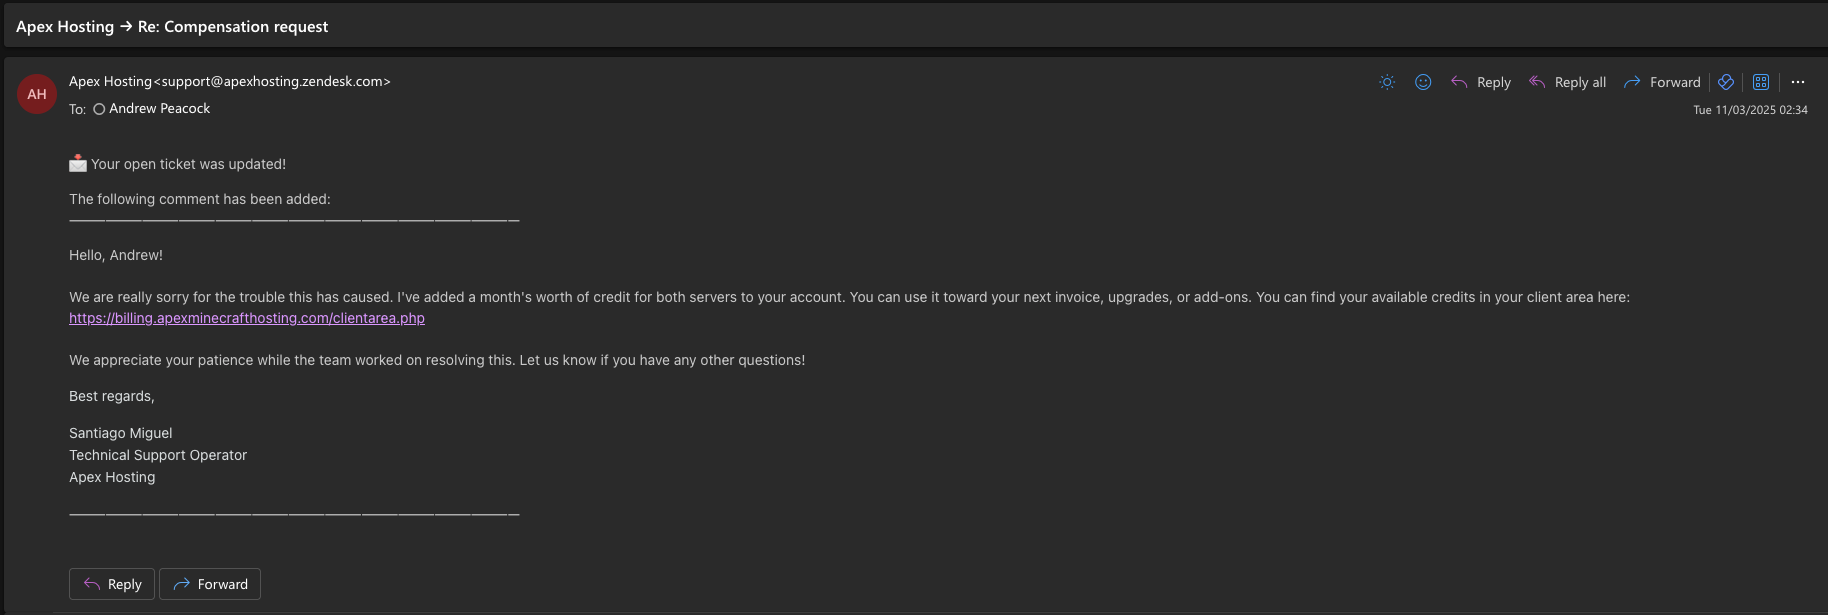 Apex Hosting → Re: Compensation request
AH
Apex Hosting<support@apexhosting.zendesk.com>
Reply
Reply all
Forward
To: Andrew Peacock
Tue 11/03/2025 02:34
Your open ticket was updated!
The following comment has been added:
Hello, Andrew!
We are really sorry for the trouble this has caused. I've added a month's worth of credit for both servers to your account. You can use it toward your next invoice, upgrades, or add-ons. You can find your available credits in your client area here:
https://billing.apexminecrafthosting.com/clientarea.php
We appreciate your patience while the team worked on resolving this. Let us know if you have any other questions!
Best regards,
Santiago Miguel
Technical Support Operator
Apex Hosting
Reply
Forward